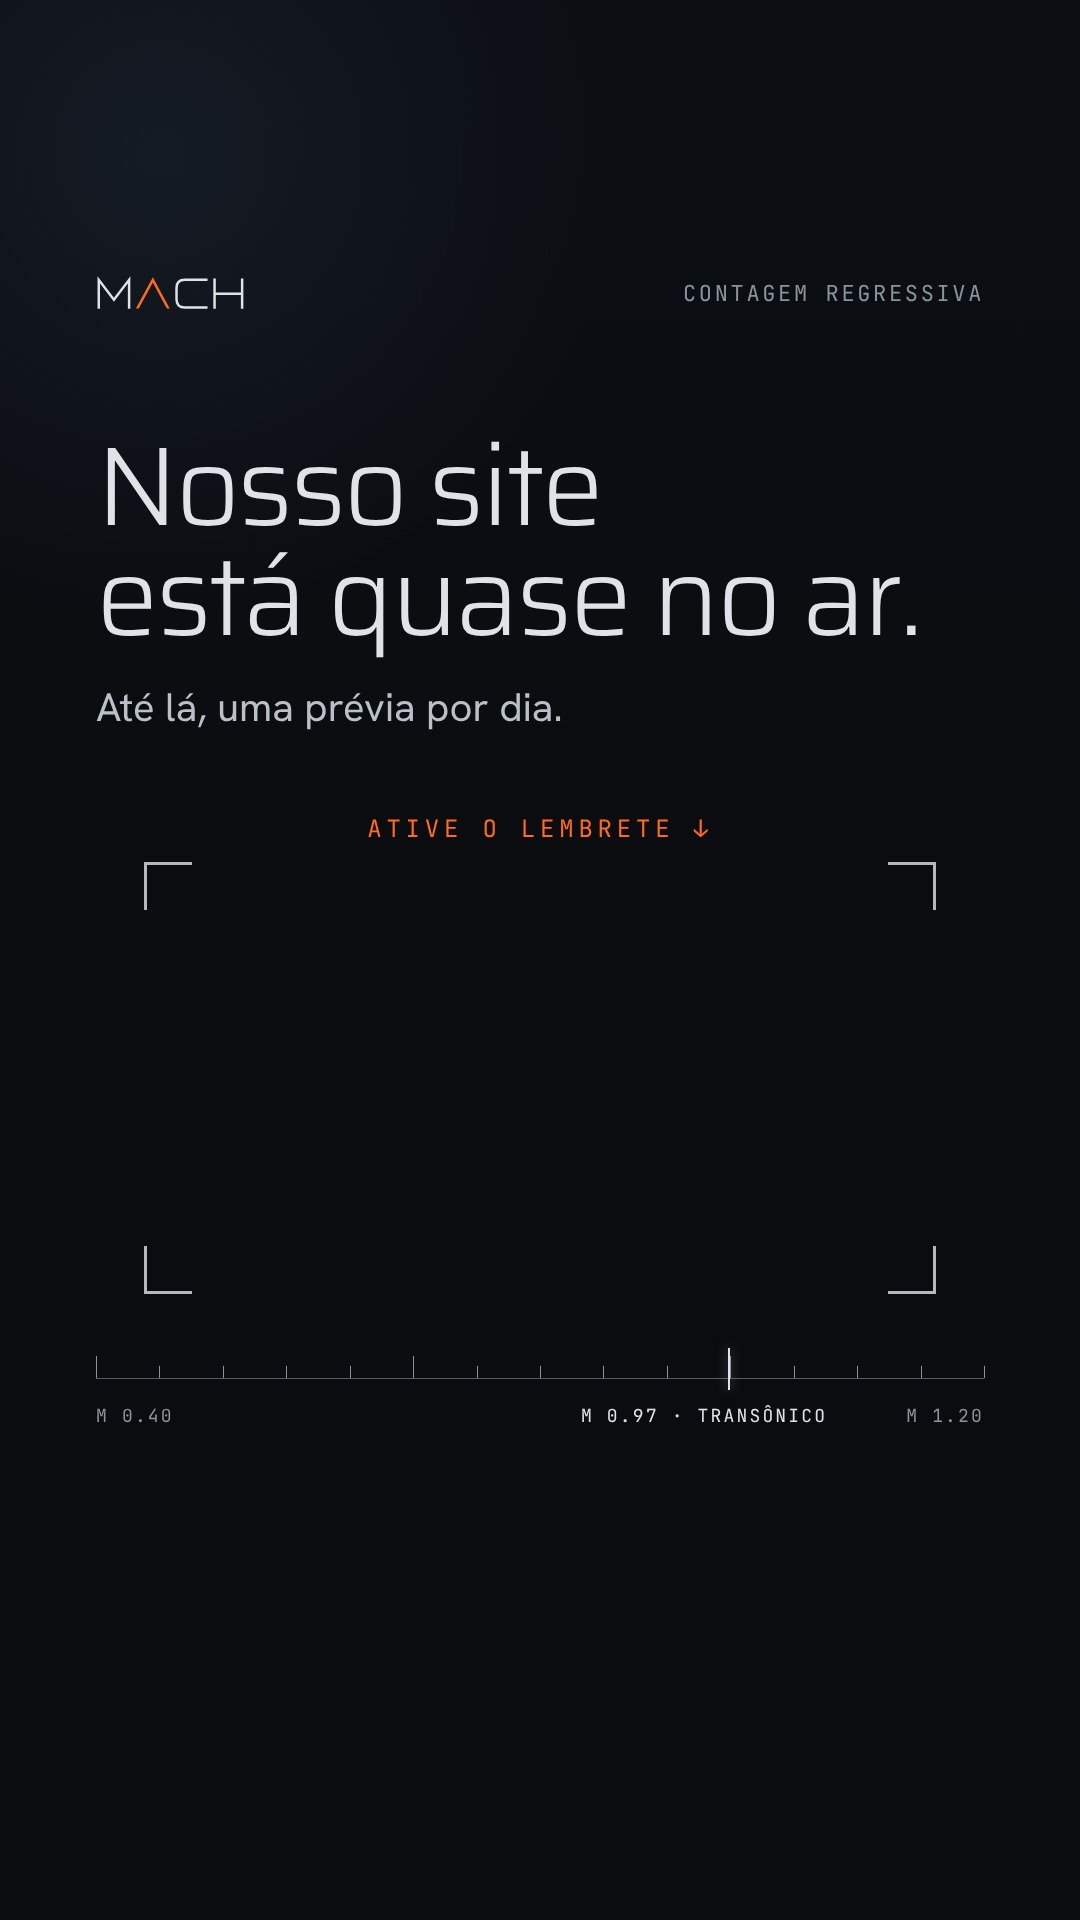 MACH
CONTAGEM REGRESSIVA
Nosso site
está quase no ar.
Até lá, uma prévia por dia.
ATIVE O LEMBRETE ↓
M 0.40
M 0.97 · TRANSÔNICO
M 1.20